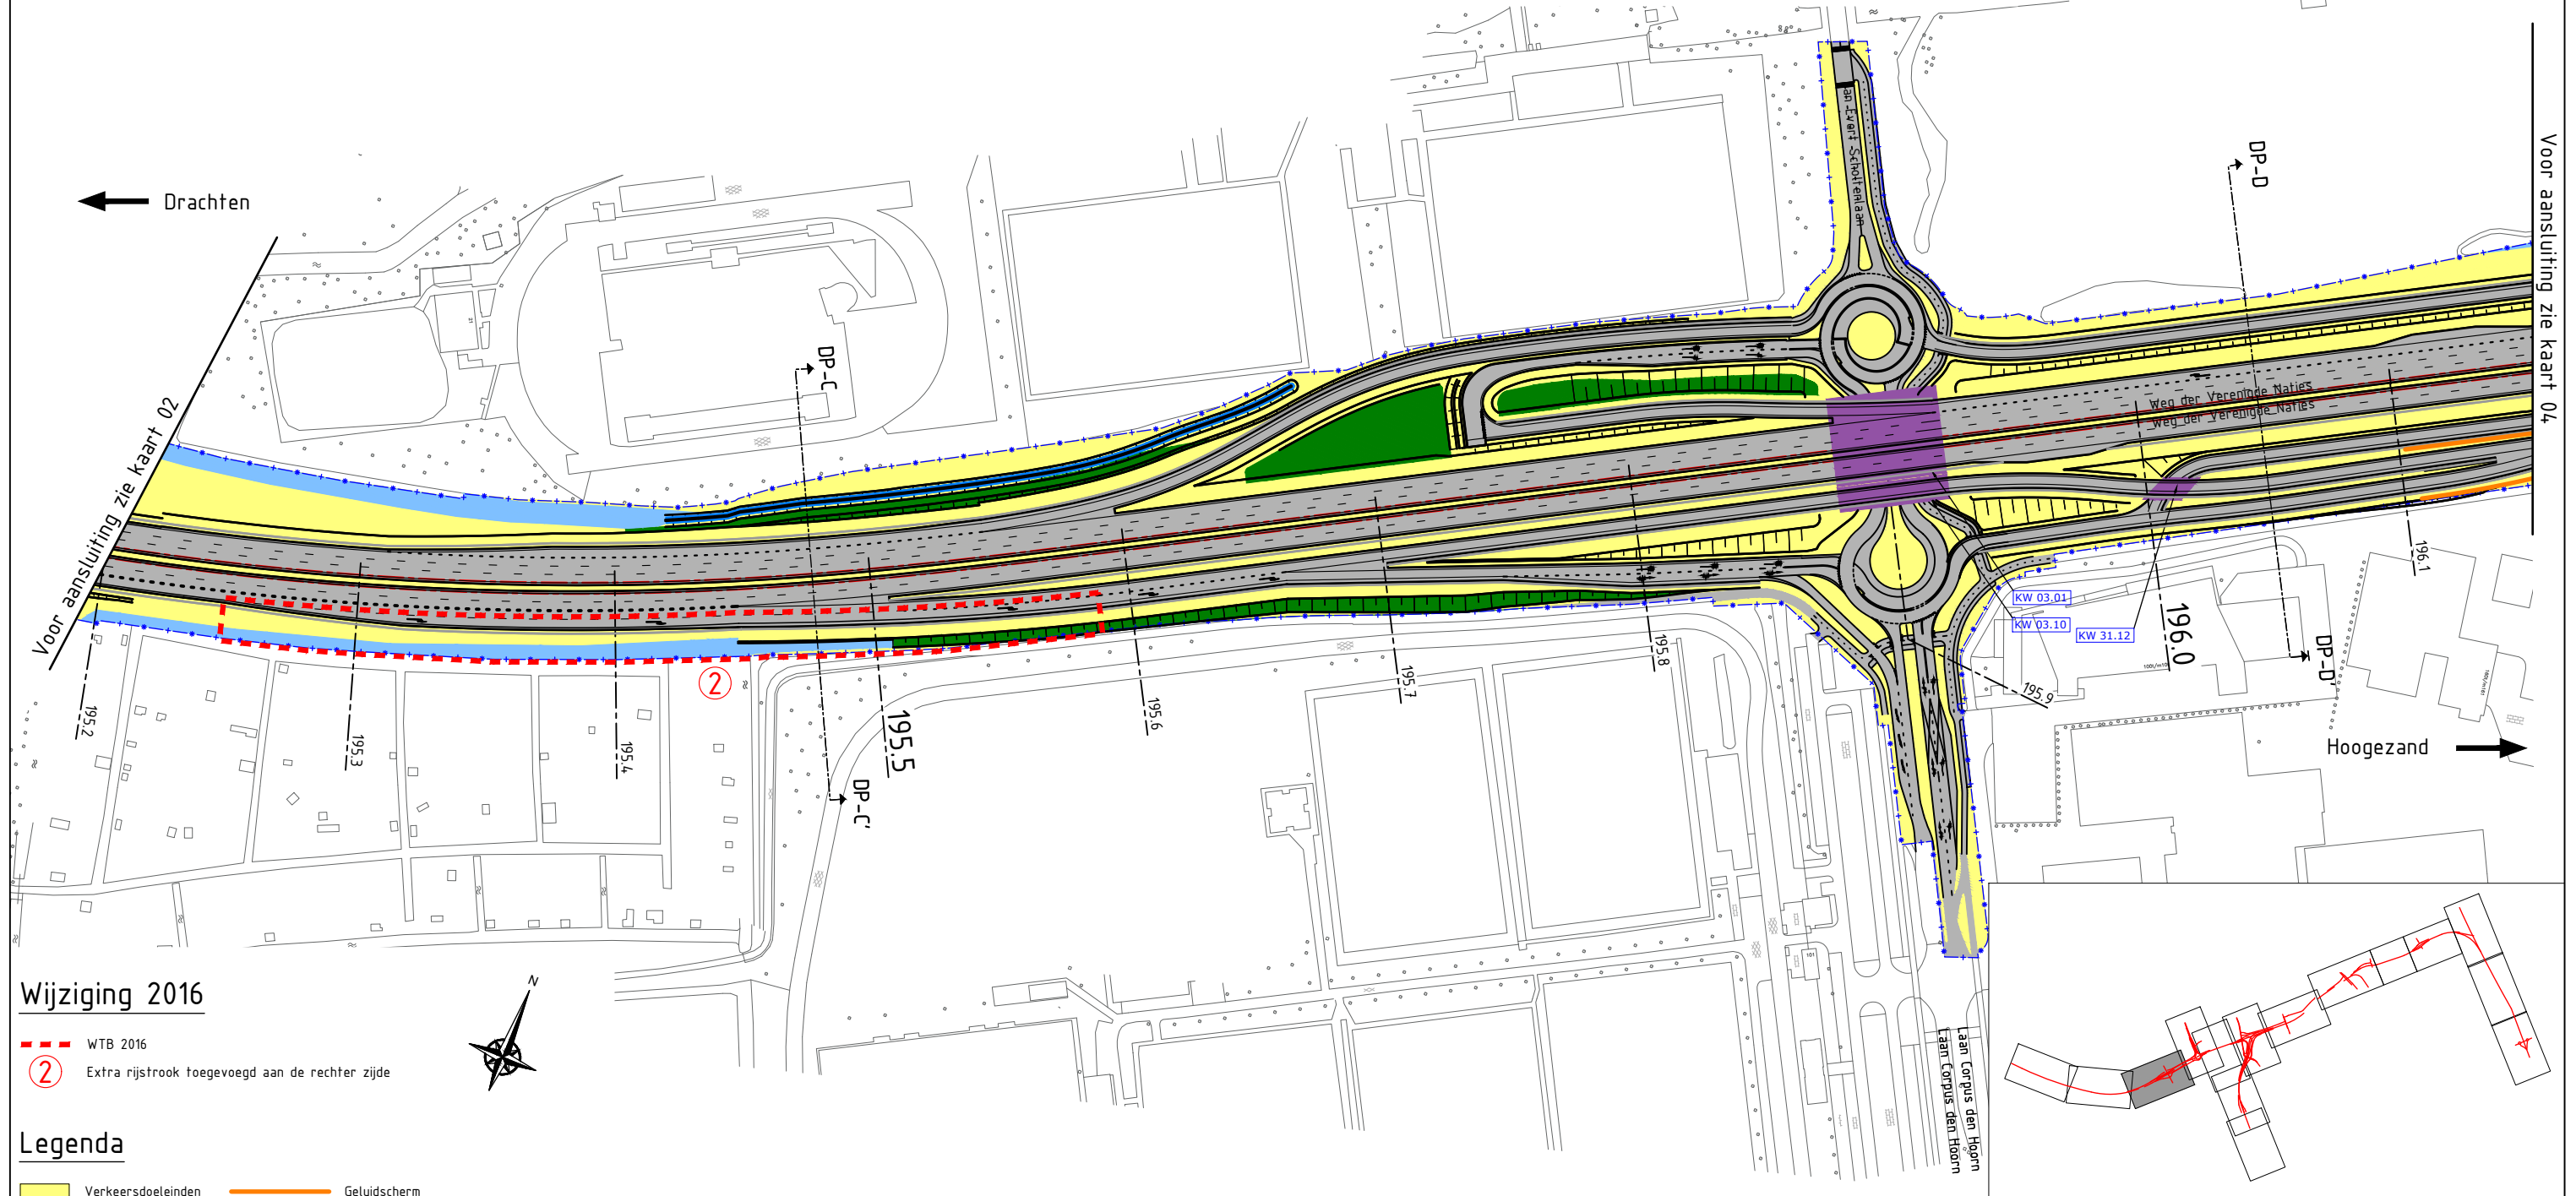 Drachten
Voor aansluiting zie kaart 02
Voor aansluiting zie kaart 04
DP-C
DP-D
Weg der Verenigde Naties
Weg der Verenigde Naties
KW 03.01
KW 03.10
KW 31.12
195.2
195.3
195.4
195.5
195.6
195.7
195.8
195.9
196.0
196.1
DP-C'
DP-D'
2
Hoogezand
Laan Corpus den Hoorn
Laan Corpus den Hoorn
101
N
Wijziging 2016
WTB 2016
2
Extra rijstrook toegevoegd aan de rechter zijde
Legenda
Verkeersdoeleinden
Geluidscherm